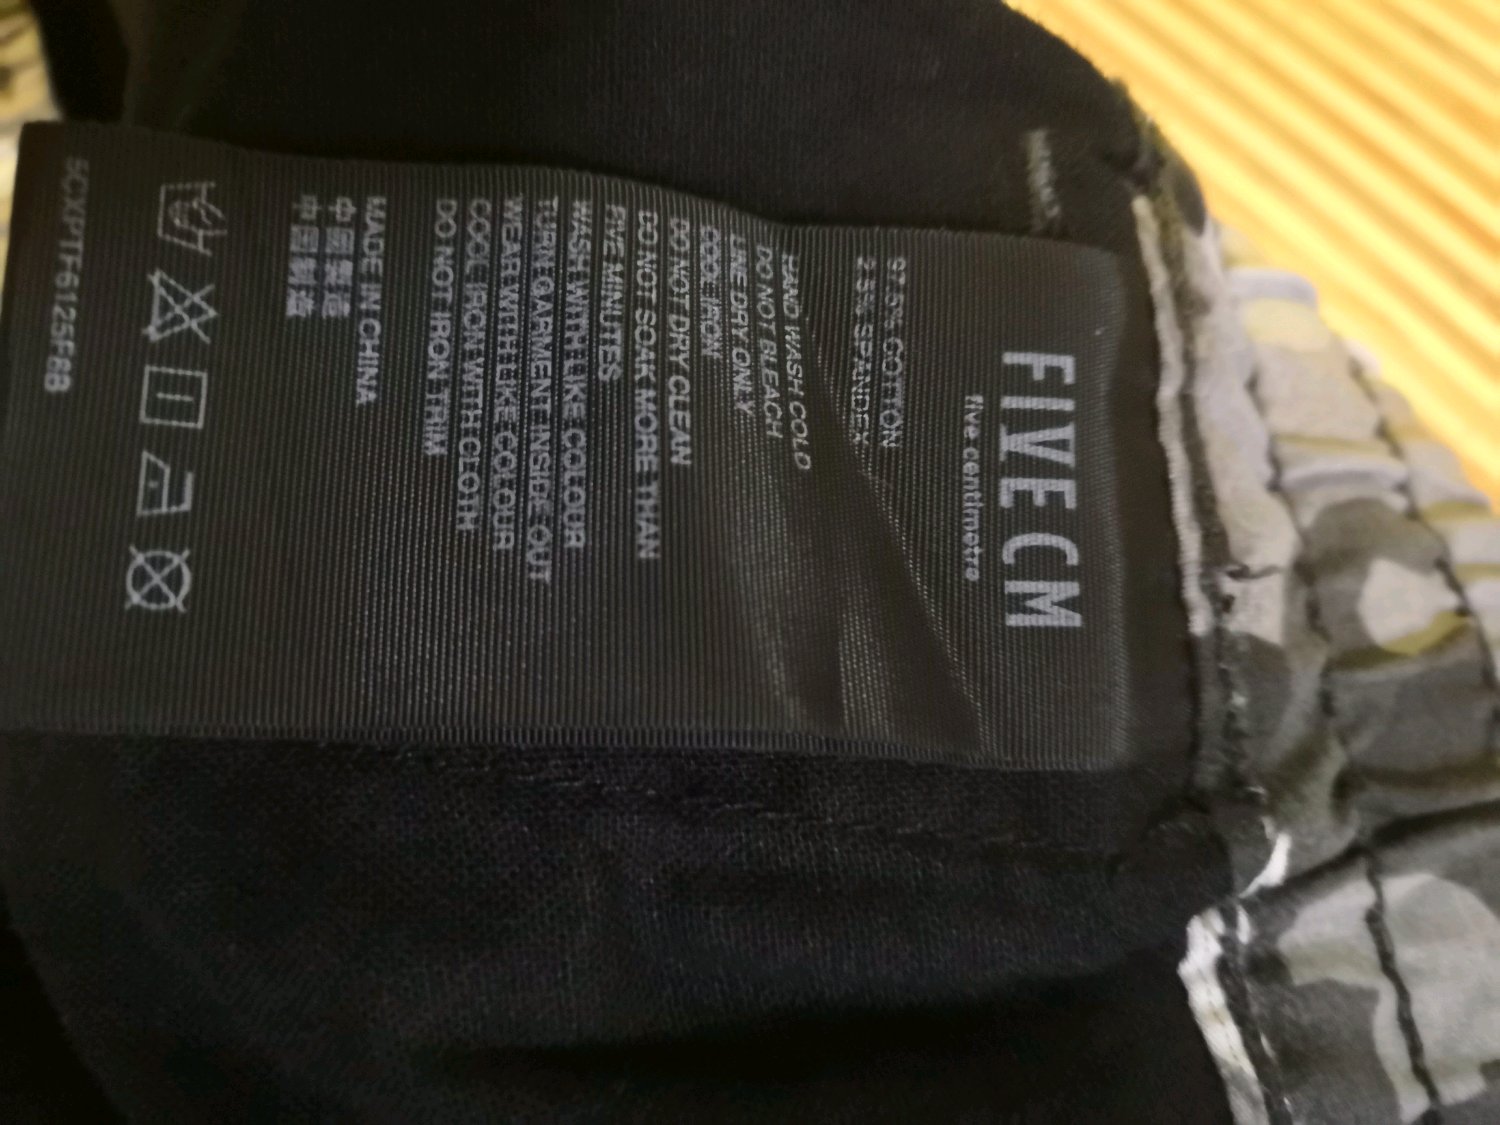 FIVE CM
five centimetre
97.5% COTTON
2.5% SPANDEX
HAND WASH COLD
DO NOT BLEACH
LINE DRY ONLY
COOL IRON
DO NOT DRY CLEAN
DO NOT SOAK MORE THAN
FIVE MINUTES
WASH WITH LIKE COLOUR
TURN GARMENT INSIDE OUT
WEAR WITH LIKE COLOUR
COOL IRON WITH CLOTH
DO NOT IRON TRIM
MADE IN CHINA
中國製造
中国制造
5CXPTF6125F68